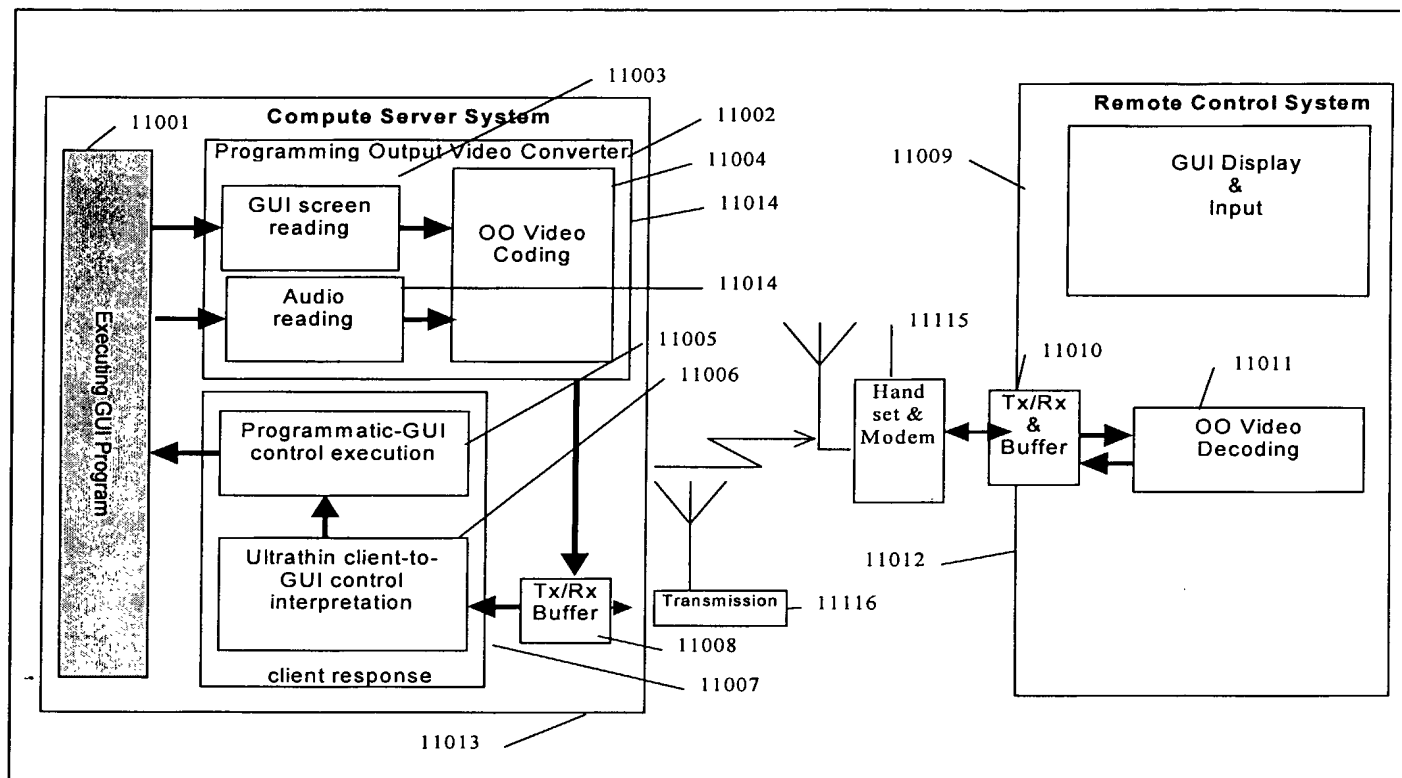 11003
Compute Server System
11001
11002
Programming Output Video Converter
11004
GUI screen
reading
OO Video
Coding
11014
Audio
reading
11014
Executing GUI Program
11005
11006
Programmatic-GUI
control execution
Ultrathin client-to-
GUI control
interpretation
client response
Tx/Rx
Buffer
11008
11007
11013
Transmission
11116
11115
Hand
set &
Modem
Remote Control System
11009
GUI Display
&
Input
11010
Tx/Rx
&
Buffer
11011
OO Video
Decoding
11012